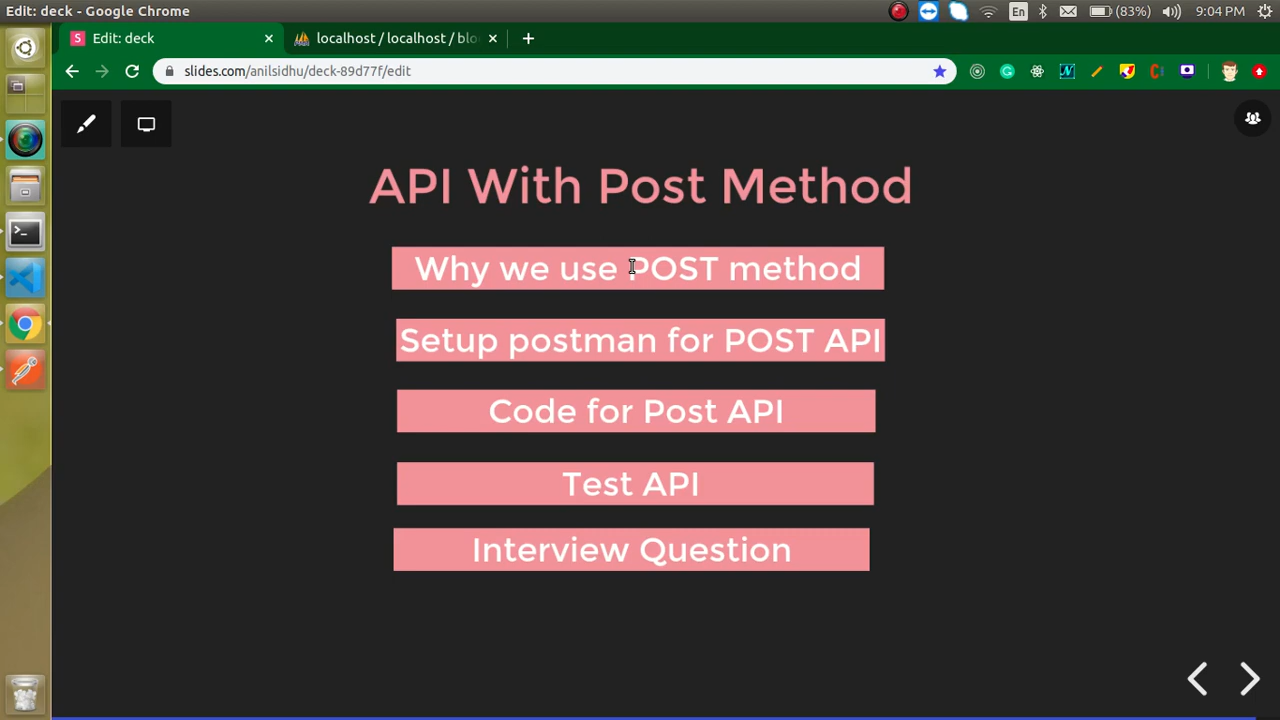 Edit: deck - Google Chrome
En
(83%)
9:04 PM
S Edit: deck
localhost / localhost / blo
slides.com/anilsidhu/deck-89d77f/edit
API With Post Method
Why we use POST method
Setup postman for POST API
Code for Post API
Test API
Interview Question